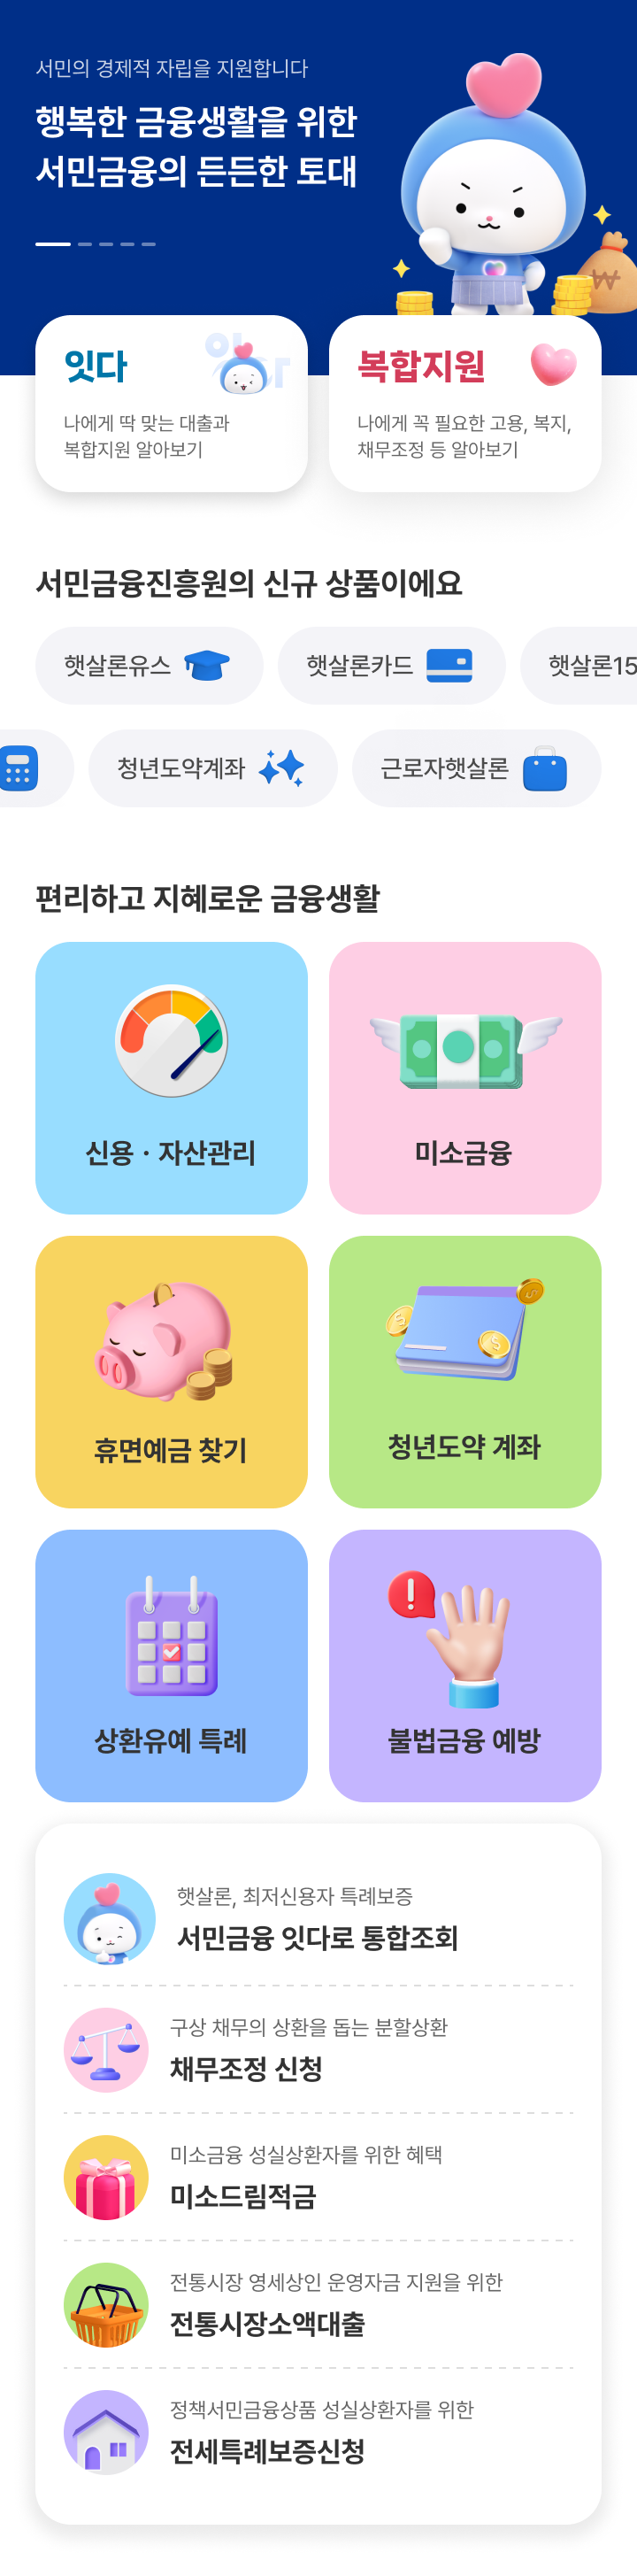 서민의 경제적 자립을 지원합니다
행복한 금융생활을 위한
서민금융의 든든한 토대
잇다
나에게 딱 맞는 대출과
복합지원 알아보기
복합지원
나에게 꼭 필요한 고용, 복지,
채무조정 등 알아보기
서민금융진흥원의 신규 상품이에요
햇살론유스
햇살론카드
햇살론15
청년도약계좌
근로자햇살론
편리하고 지혜로운 금융생활
신용 · 자산관리
미소금융
휴면예금 찾기
청년도약 계좌
상환유예 특례
불법금융 예방
햇살론, 최저신용자 특례보증
서민금융 잇다로 통합조회
구상 채무의 상환을 돕는 분할상환
채무조정 신청
미소금융 성실상환자를 위한 혜택
미소드림적금
전통시장 영세상인 운영자금 지원을 위한
전통시장소액대출
정책서민금융상품 성실상환자를 위한
전세특례보증신청